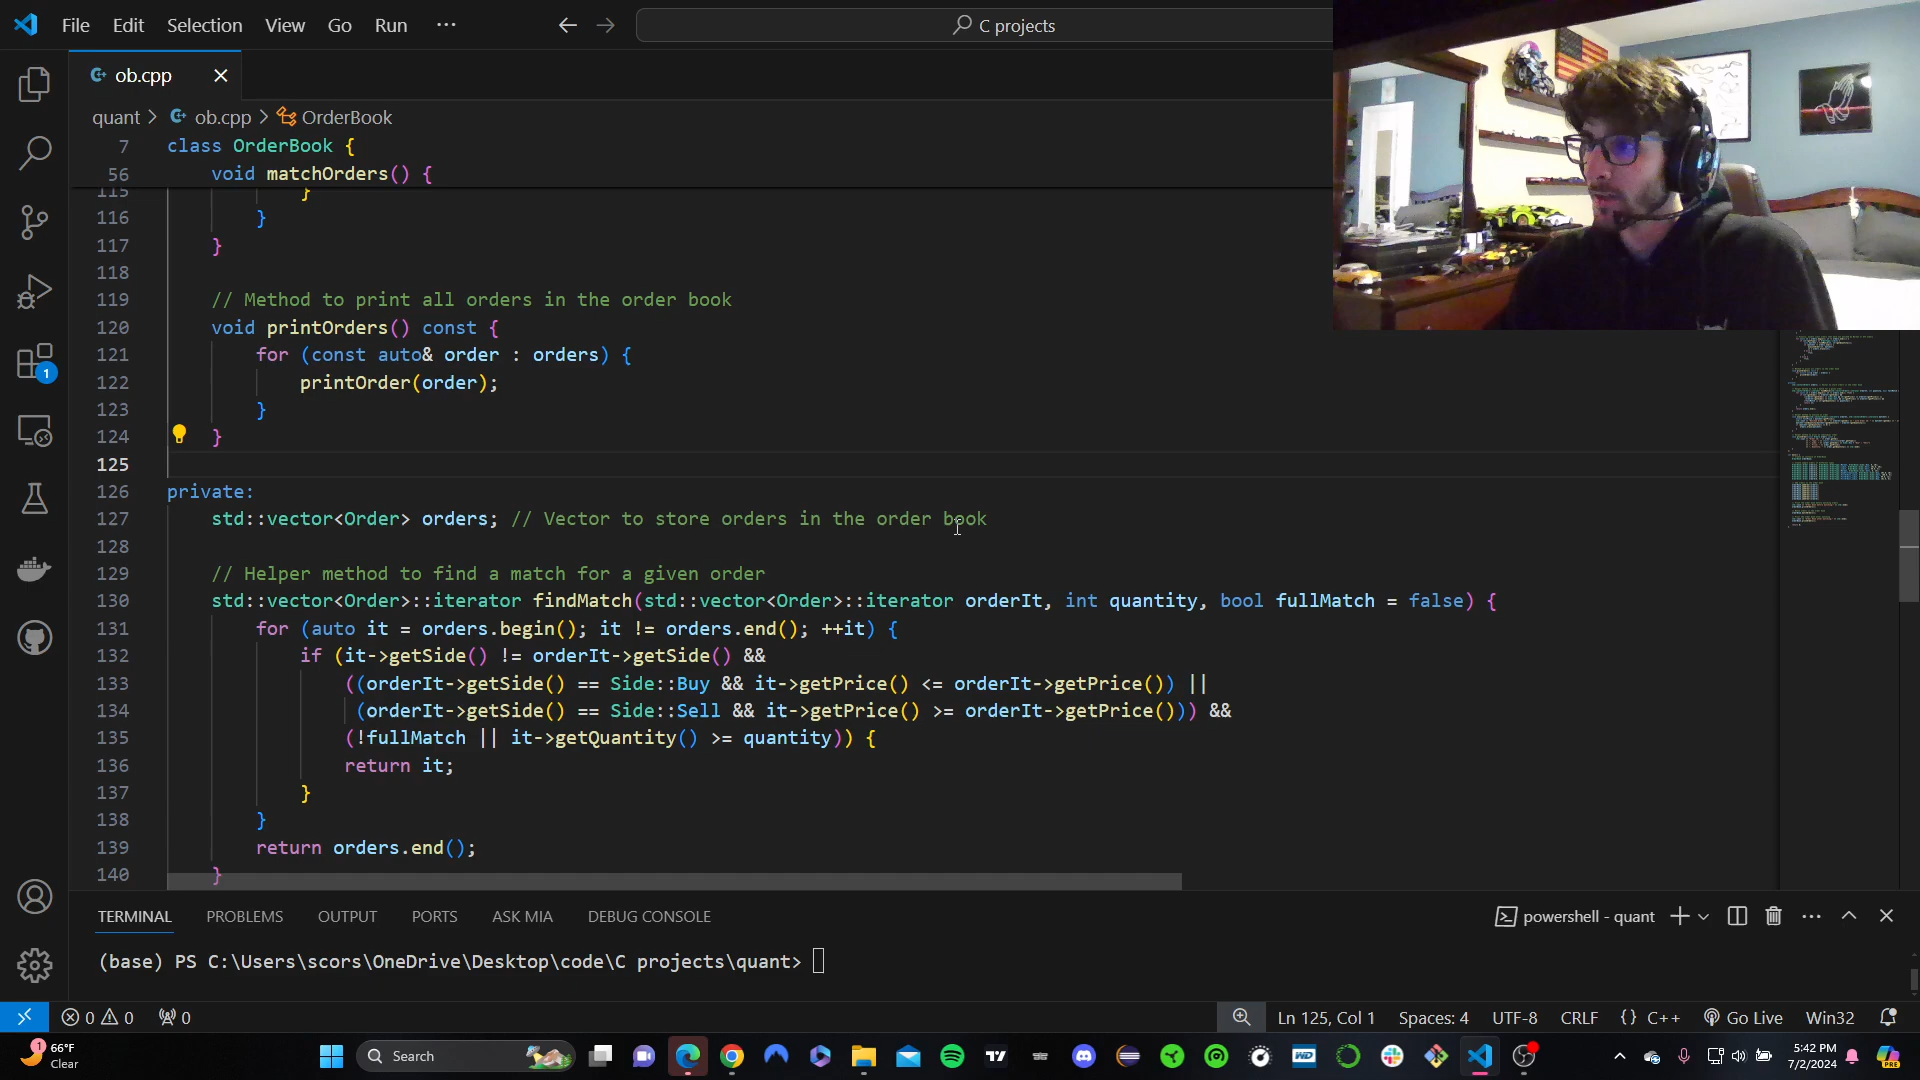 File Edit Selection View Go Run ···
C projects
ob.cpp
quant > ob.cpp > OrderBook
7 class OrderBook {
56 void matchOrders() {
115 }
116 }
117 }
118
119 // Method to print all orders in the order book
120 void printOrders() const {
121 for (const auto& order : orders) {
122 printOrder(order);
123 }
124 }
125
126 private:
127 std::vector<Order> orders; // Vector to store orders in the order book
128
129 // Helper method to find a match for a given order
130 std::vector<Order>::iterator findMatch(std::vector<Order>::iterator orderIt, int quantity, bool fullMatch = false) {
131 for (auto it = orders.begin(); it != orders.end(); ++it) {
132 if (it->getSide() != orderIt->getSide() &&
133 ((orderIt->getSide() == Side::Buy && it->getPrice() <= orderIt->getPrice()) ||
134 (orderIt->getSide() == Side::Sell && it->getPrice() >= orderIt->getPrice())) &&
135 (!fullMatch || it->getQuantity() >= quantity)) {
136 return it;
137 }
138 }
139 return orders.end();
140 }
1
TERMINAL PROBLEMS OUTPUT PORTS ASK MIA DEBUG CONSOLE
powershell - quant
(base) PS C:\Users\scors\OneDrive\Desktop\code\C projects\quant>
0 0 0
Ln 125, Col 1 Spaces: 4 UTF-8 CRLF {} C++ Go Live Win32
66°F
Clear
Search
WD
5:42 PM
7/2/2024
PRE